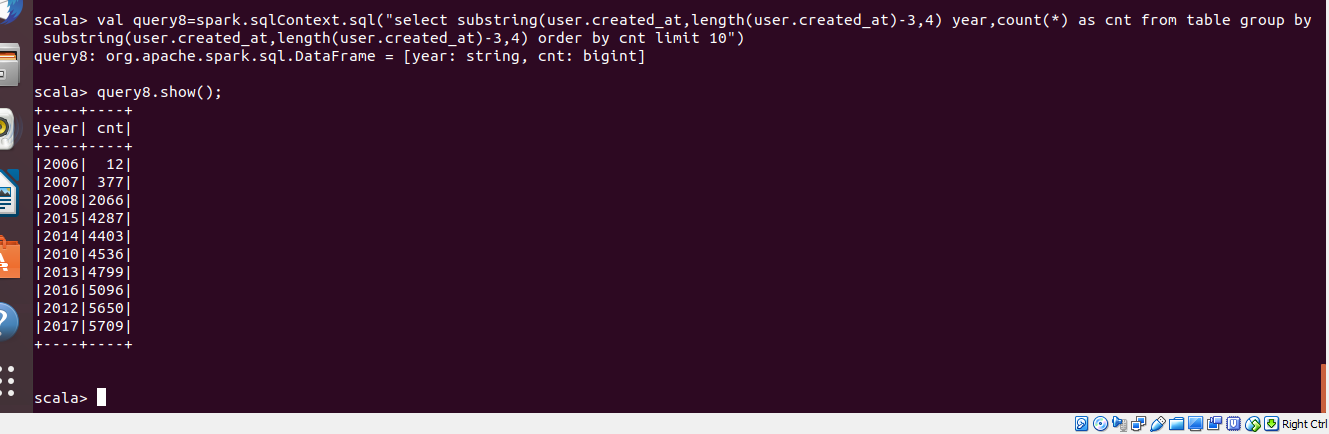 scala> val query8=spark.sqlContext.sql("select substring(user.created_at,length(user.created_at)-3,4) year,count(*) as cnt from table group by
 substring(user.created_at,length(user.created_at)-3,4) order by cnt limit 10")
query8: org.apache.spark.sql.DataFrame = [year: string, cnt: bigint]
scala> query8.show();
+----+----+
|year| cnt|
+----+----+
|2006|  12|
|2007| 377|
|2008|2066|
|2015|4287|
|2014|4403|
|2010|4536|
|2013|4799|
|2016|5096|
|2012|5650|
|2017|5709|
+----+----+
scala>
Right Ctrl